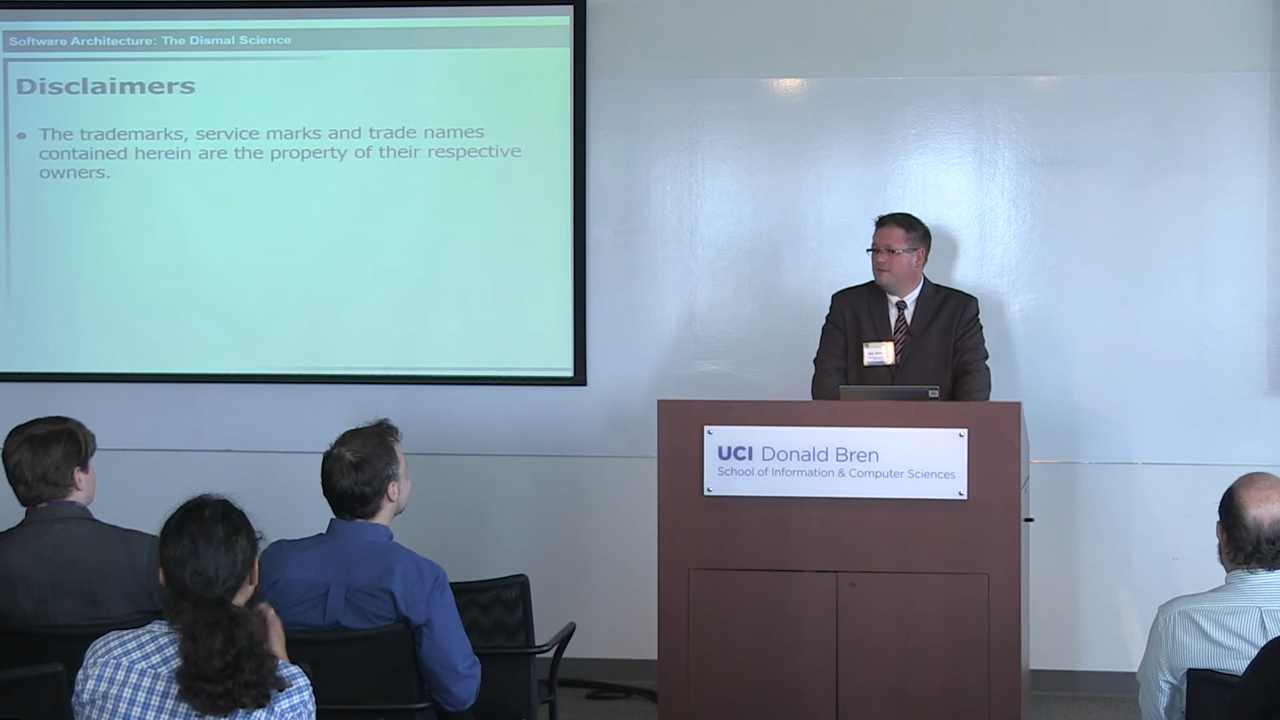 Software Architecture: The Dismal Science
Disclaimers
• The trademarks, service marks and trade names
contained herein are the property of their respective
owners.
UCI Donald Bren
School of Information & Computer Sciences